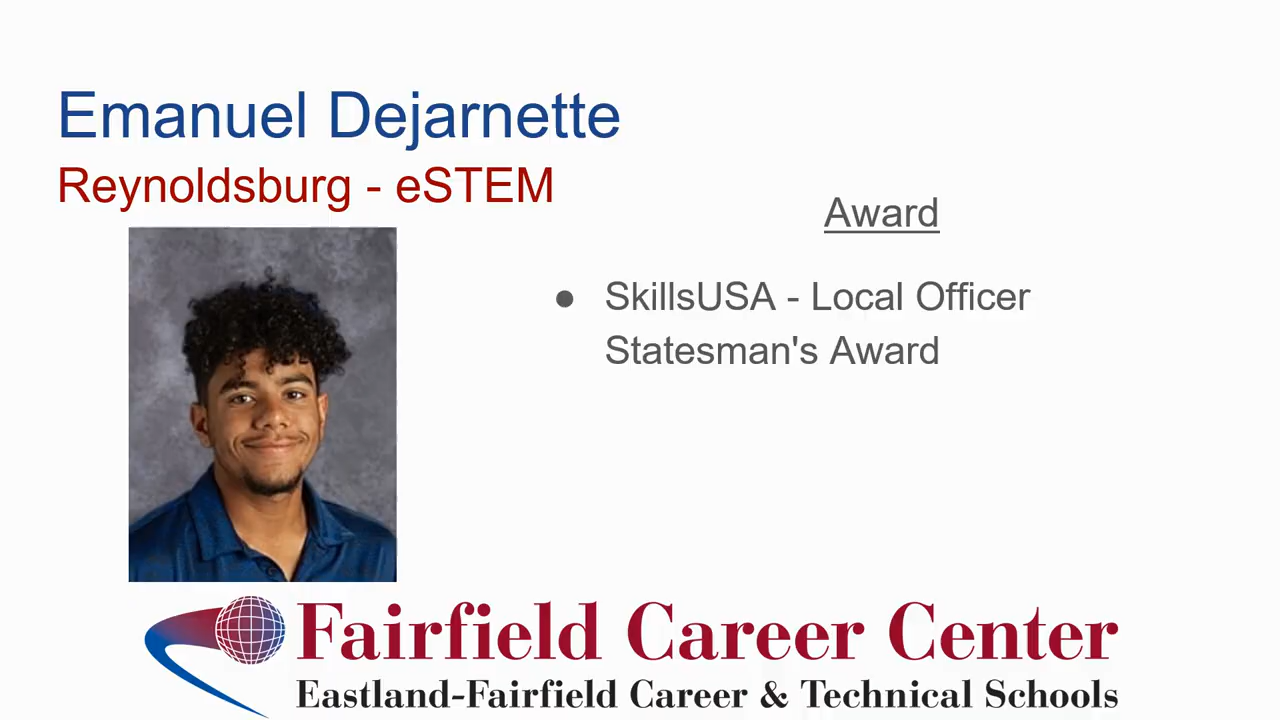 Emanuel Dejarnette
Reynoldsburg - eSTEM
Award
● SkillsUSA - Local Officer
Statesman's Award
Fairfield Career Center
Eastland-Fairfield Career & Technical Schools